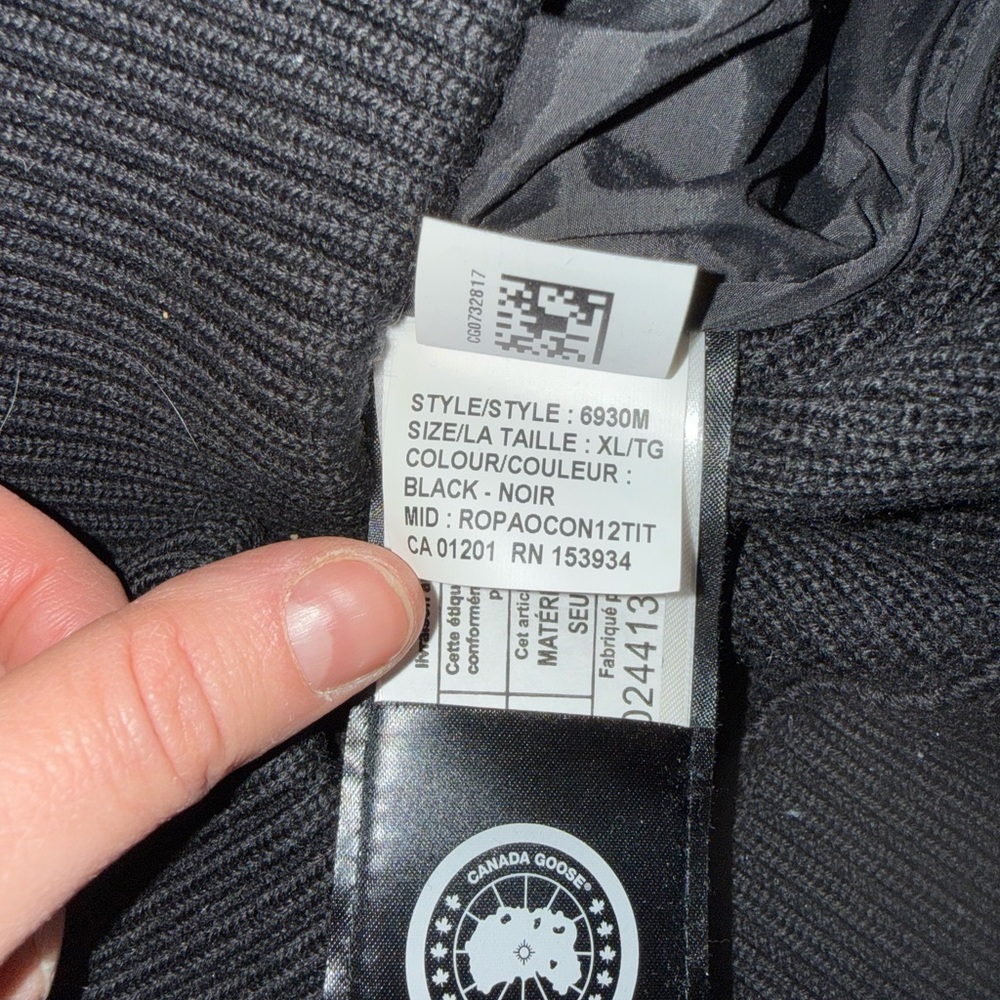 CG0732817
STYLE/STYLE : 6930M
SIZE/LA TAILLE : XL/TG
COLOUR/COULEUR :
BLACK - NOIR
MID : ROPAOCON12TIT
CA 01201 RN 153934
Cette étiqu
conformém
p
Cet artic
MATÉR
SEU
Fabriqué p
024413
CANADA GOOSE®